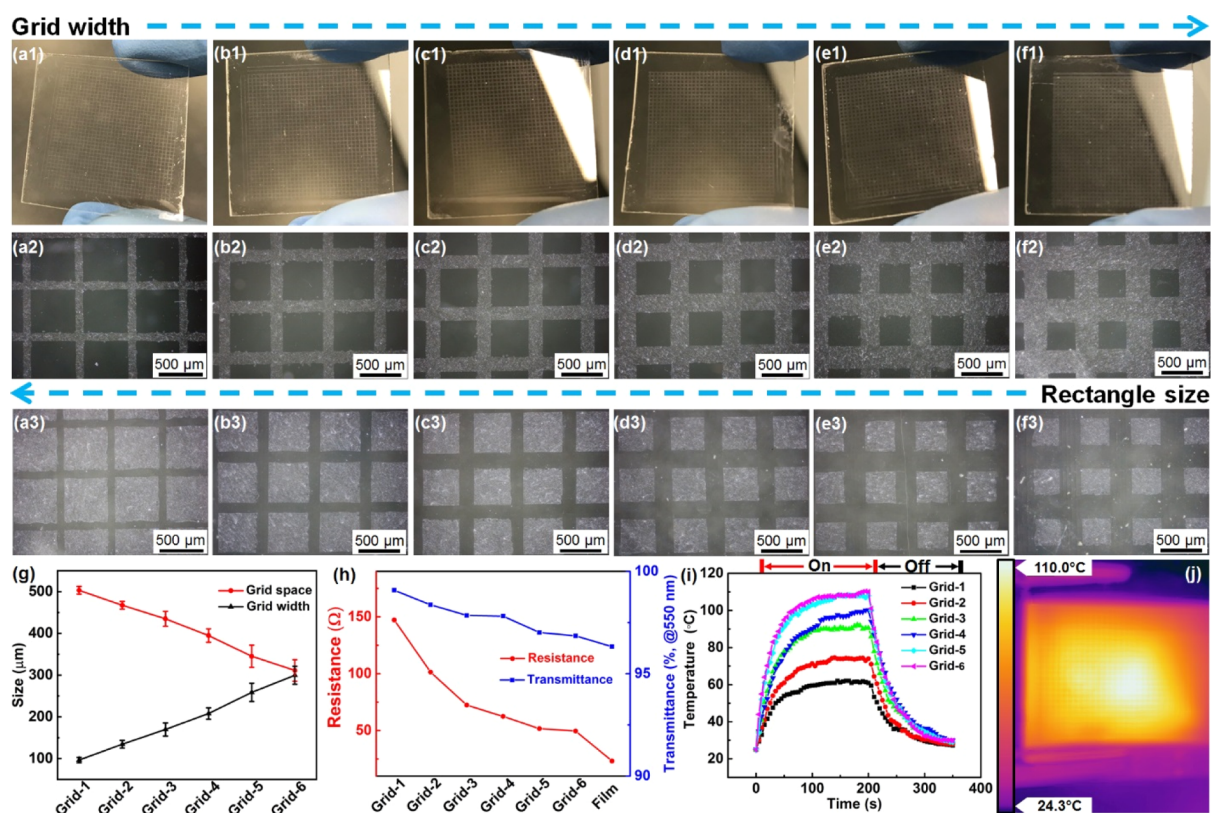 Grid width
(a1) (b1) (c1) (d1) (e1) (f1)
(a2) (b2) (c2) (d2) (e2) (f2)
500 μm 500 μm 500 μm 500 μm 500 μm 500 μm
Rectangle size
(a3) (b3) (c3) (d3) (e3) (f3)
500 μm 500 μm 500 μm 500 μm 500 μm 500 μm
(g)
Grid space
Grid width
Size (μm)
500
400
300
200
100
Grid-1 Grid-2 Grid-3 Grid-4 Grid-5 Grid-6
(h)
Resistance (Ω)
150
100
50
Resistance
Transmittance
100
95
90
Transmittance (%, @550 nm)
Grid-1 Grid-2 Grid-3 Grid-4 Grid-5 Grid-6 Film
(i)
On Off
Temperature (°C)
120
100
80
60
40
20
Grid-1
Grid-2
Grid-3
Grid-4
Grid-5
Grid-6
0 100 200 300 400
Time (s)
(j)
110.0°C
24.3°C